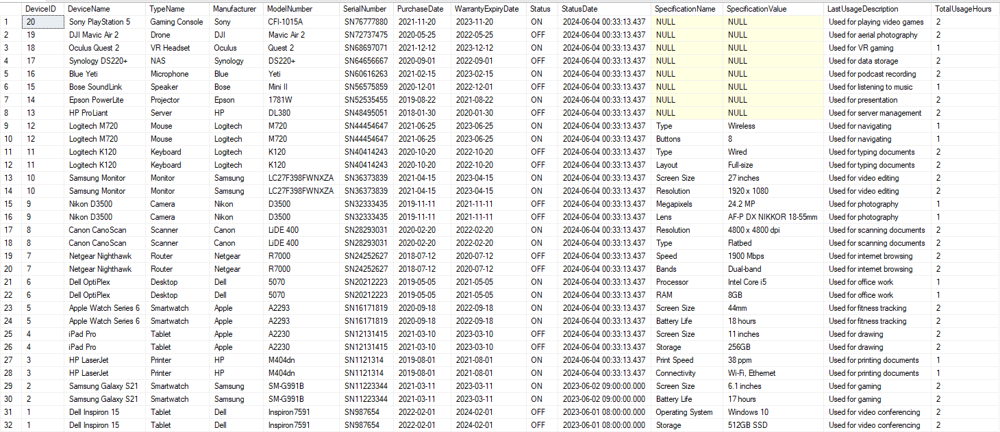 DeviceID DeviceName TypeName Manufacturer ModelNumber SerialNumber PurchaseDate WarrantyExpiryDate Status StatusDate SpecificationName SpecificationValue LastUsageDescription TotalUsageHours
1 20 Sony PlayStation 5 Gaming Console Sony CFI-1015A SN76777880 2021-11-20 2023-11-20 ON 2024-06-04 00:33:13.437 NULL NULL Used for playing video games 2
2 19 DJI Mavic Air 2 Drone DJI Mavic Air 2 SN72737475 2020-05-25 2022-05-25 OFF 2024-06-04 00:33:13.437 NULL NULL Used for aerial photography 2
3 18 Oculus Quest 2 VR Headset Oculus Quest 2 SN68697071 2021-12-12 2023-12-12 ON 2024-06-04 00:33:13.437 NULL NULL Used for VR gaming 1
4 17 Synology DS220+ NAS Synology DS220+ SN64656667 2020-09-01 2022-09-01 OFF 2024-06-04 00:33:13.437 NULL NULL Used for data storage 2
5 16 Blue Yeti Microphone Blue Yeti SN60616263 2021-02-15 2023-02-15 ON 2024-06-04 00:33:13.437 NULL NULL Used for podcast recording 2
6 15 Bose SoundLink Speaker Bose Mini II SN56575859 2020-12-01 2022-12-01 OFF 2024-06-04 00:33:13.437 NULL NULL Used for listening to music 1
7 14 Epson PowerLite Projector Epson 1781W SN52535455 2019-08-22 2021-08-22 ON 2024-06-04 00:33:13.437 NULL NULL Used for presentation 2
8 13 HP ProLiant Server HP DL380 SN48495051 2018-01-30 2020-01-30 OFF 2024-06-04 00:33:13.437 NULL NULL Used for server management 2
9 12 Logitech M720 Mouse Logitech M720 SN44454647 2021-06-25 2023-06-25 ON 2024-06-04 00:33:13.437 Type Wireless Used for navigating 1
10 12 Logitech M720 Mouse Logitech M720 SN44454647 2021-06-25 2023-06-25 ON 2024-06-04 00:33:13.437 Buttons 8 Used for navigating 1
11 11 Logitech K120 Keyboard Logitech K120 SN40414243 2020-10-20 2022-10-20 OFF 2024-06-04 00:33:13.437 Type Wired Used for typing documents 2
12 11 Logitech K120 Keyboard Logitech K120 SN40414243 2020-10-20 2022-10-20 OFF 2024-06-04 00:33:13.437 Layout Full-size Used for typing documents 2
13 10 Samsung Monitor Monitor Samsung LC27F398FWNXZA SN36373839 2021-04-15 2023-04-15 ON 2024-06-04 00:33:13.437 Screen Size 27 inches Used for video editing 2
14 10 Samsung Monitor Monitor Samsung LC27F398FWNXZA SN36373839 2021-04-15 2023-04-15 ON 2024-06-04 00:33:13.437 Resolution 1920 x 1080 Used for video editing 2
15 9 Nikon D3500 Camera Nikon D3500 SN32333435 2019-11-11 2021-11-11 OFF 2024-06-04 00:33:13.437 Megapixels 24.2 MP Used for photography 1
16 9 Nikon D3500 Camera Nikon D3500 SN32333435 2019-11-11 2021-11-11 OFF 2024-06-04 00:33:13.437 Lens AF-P DX NIKKOR 18-55mm Used for photography 1
17 8 Canon CanoScan Scanner Canon LiDE 400 SN28293031 2020-02-20 2022-02-20 ON 2024-06-04 00:33:13.437 Resolution 4800 x 4800 dpi Used for scanning documents 2
18 8 Canon CanoScan Scanner Canon LiDE 400 SN28293031 2020-02-20 2022-02-20 ON 2024-06-04 00:33:13.437 Type Flatbed Used for scanning documents 2
19 7 Netgear Nighthawk Router Netgear R7000 SN24252627 2018-07-12 2020-07-12 OFF 2024-06-04 00:33:13.437 Speed 1900 Mbps Used for internet browsing 2
20 7 Netgear Nighthawk Router Netgear R7000 SN24252627 2018-07-12 2020-07-12 OFF 2024-06-04 00:33:13.437 Bands Dual-band Used for internet browsing 2
21 6 Dell OptiPlex Desktop Dell 5070 SN20212223 2019-05-05 2021-05-05 ON 2024-06-04 00:33:13.437 Processor Intel Core i5 Used for office work 1
22 6 Dell OptiPlex Desktop Dell 5070 SN20212223 2019-05-05 2021-05-05 ON 2024-06-04 00:33:13.437 RAM 8GB Used for office work 1
23 5 Apple Watch Series 6 Smartwatch Apple A2293 SN16171819 2020-09-18 2022-09-18 ON 2024-06-04 00:33:13.437 Screen Size 44mm Used for fitness tracking 2
24 5 Apple Watch Series 6 Smartwatch Apple A2293 SN16171819 2020-09-18 2022-09-18 ON 2024-06-04 00:33:13.437 Battery Life 18 hours Used for fitness tracking 2
25 4 iPad Pro Tablet Apple A2230 SN12131415 2021-03-10 2023-03-10 OFF 2024-06-04 00:33:13.437 Screen Size 11 inches Used for drawing 2
26 4 iPad Pro Tablet Apple A2230 SN12131415 2021-03-10 2023-03-10 OFF 2024-06-04 00:33:13.437 Storage 256GB Used for drawing 2
27 3 HP LaserJet Printer HP M404dn SN1121314 2019-08-01 2021-08-01 ON 2024-06-04 00:33:13.437 Print Speed 38 ppm Used for printing documents 1
28 3 HP LaserJet Printer HP M404dn SN1121314 2019-08-01 2021-08-01 ON 2024-06-04 00:33:13.437 Connectivity Wi-Fi, Ethernet Used for printing documents 1
29 2 Samsung Galaxy S21 Smartwatch Samsung SM-G991B SN11223344 2021-03-11 2023-03-11 ON 2023-06-02 09:00:00.000 Screen Size 6.1 inches Used for gaming 2
30 2 Samsung Galaxy S21 Smartwatch Samsung SM-G991B SN11223344 2021-03-11 2023-03-11 ON 2023-06-02 09:00:00.000 Battery Life 17 hours Used for gaming 2
31 1 Dell Inspiron 15 Tablet Dell Inspiron7591 SN987654 2022-02-01 2024-02-01 OFF 2023-06-01 08:00:00.000 Operating System Windows 10 Used for video conferencing 2
32 1 Dell Inspiron 15 Tablet Dell Inspiron7591 SN987654 2022-02-01 2024-02-01 OFF 2023-06-01 08:00:00.000 Storage 512GB SSD Used for video conferencing 2